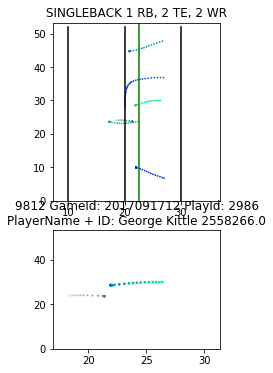 SINGLEBACK 1 RB, 2 TE, 2 WR
50
40
30
20
10
0
10 20 30
9812 GameId: 2017091712 PlayId: 2986
PlayerName + ID: George Kittle 2558266.0
40
20
0
20 25 30